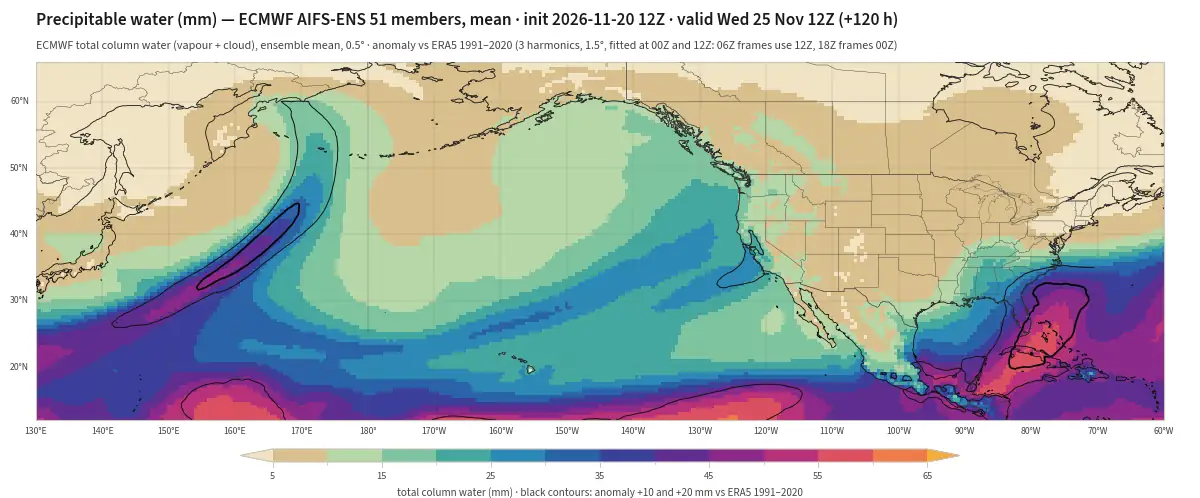 Precipitable water (mm) — ECMWF AIFS-ENS 51 members, mean · init 2026-11-20 12Z · valid Wed 25 Nov 12Z (+120 h)
ECMWF total column water (vapour + cloud), ensemble mean, 0.5° · anomaly vs ERA5 1991–2020 (3 harmonics, 1.5°, fitted at 00Z and 12Z: 06Z frames use 12Z, 18Z frames 00Z)
60°N
50°N
40°N
30°N
20°N
130°E 140°E 150°E 160°E 170°E 180° 170°W 160°W 150°W 140°W 130°W 120°W 110°W 100°W 90°W 80°W 70°W 60°W
5 15 25 35 45 55 65
total column water (mm) · black contours: anomaly +10 and +20 mm vs ERA5 1991–2020